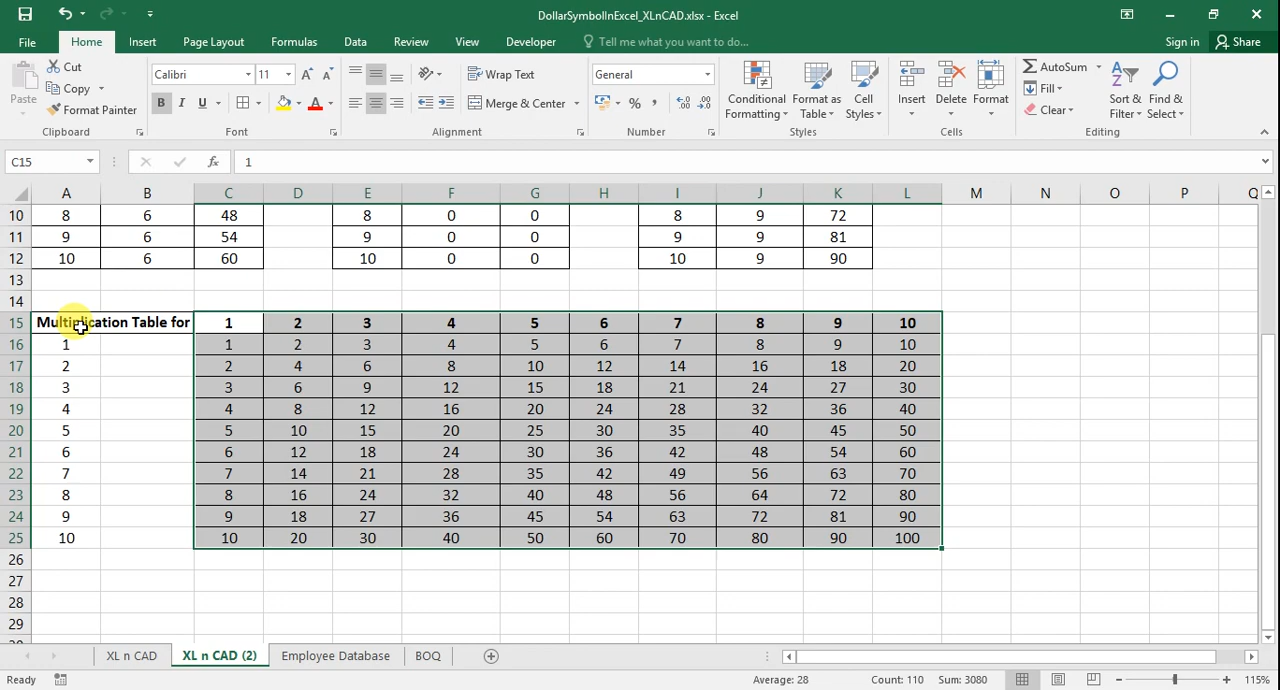 DollarSymbolInExcel_XLnCAD.xlsx - Excel
File Home Insert Page Layout Formulas Data Review View Developer Tell me what you want to do... Sign in Share
Paste Cut Copy Format Painter
Clipboard
Calibri 11
B I U
Font
Wrap Text
Merge & Center
Alignment
General
%
Number
Conditional Formatting
Format as Table
Cell Styles
Styles
Insert Delete Format
Cells
AutoSum
Fill
Clear
Sort & Filter
Find & Select
Editing
C15 fx 1
A B C D E F G H I J K L M N O P Q
10 8 6 48 8 0 0 8 9 72
11 9 6 54 9 0 0 9 9 81
12 10 6 60 10 0 0 10 9 90
13
14
15 Multiplication Table for 1 2 3 4 5 6 7 8 9 10
16 1 1 2 3 4 5 6 7 8 9 10
17 2 2 4 6 8 10 12 14 16 18 20
18 3 3 6 9 12 15 18 21 24 27 30
19 4 4 8 12 16 20 24 28 32 36 40
20 5 5 10 15 20 25 30 35 40 45 50
21 6 6 12 18 24 30 36 42 48 54 60
22 7 7 14 21 28 35 42 49 56 63 70
23 8 8 16 24 32 40 48 56 64 72 80
24 9 9 18 27 36 45 54 63 72 81 90
25 10 10 20 30 40 50 60 70 80 90 100
26
27
28
29
XL n CAD XL n CAD (2) Employee Database BOQ
Ready Average: 28 Count: 110 Sum: 3080 115%